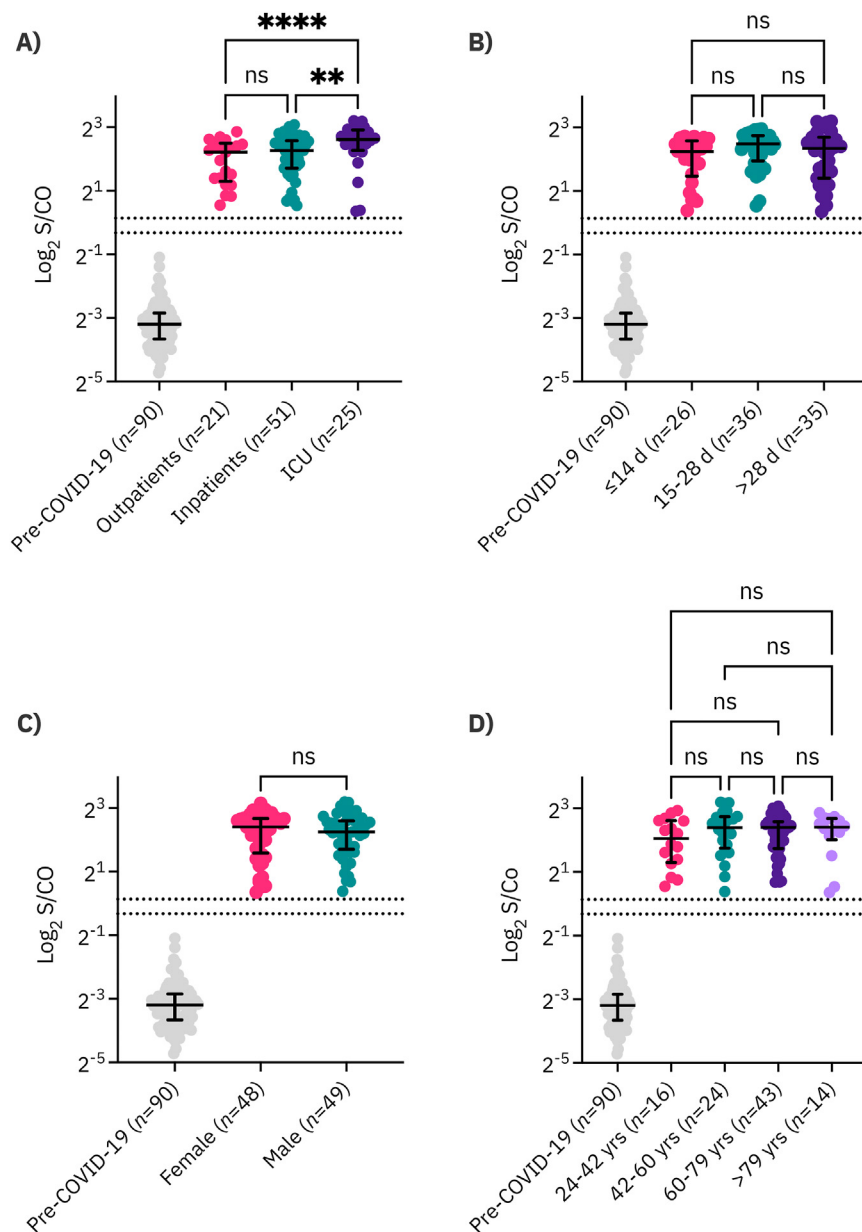 A)
****
ns
**
Log2 S/CO
2^3
2^1
2^-1
2^-3
2^-5
Pre-COVID-19 (n=90)
Outpatients (n=21)
Inpatients (n=51)
ICU (n=25)
B)
ns
ns
ns
Log2 S/CO
2^3
2^1
2^-1
2^-3
2^-5
Pre-COVID-19 (n=90)
≤14 d (n=26)
15-28 d (n=36)
>28 d (n=35)
C)
ns
Log2 S/CO
2^3
2^1
2^-1
2^-3
2^-5
Pre-COVID-19 (n=90)
Female (n=48)
Male (n=49)
D)
ns
ns
ns
ns
ns
ns
Log2 S/Co
2^3
2^1
2^-1
2^-3
2^-5
Pre-COVID-19 (n=90)
24-42 yrs (n=16)
42-60 yrs (n=24)
60-79 yrs (n=43)
>79 yrs (n=14)